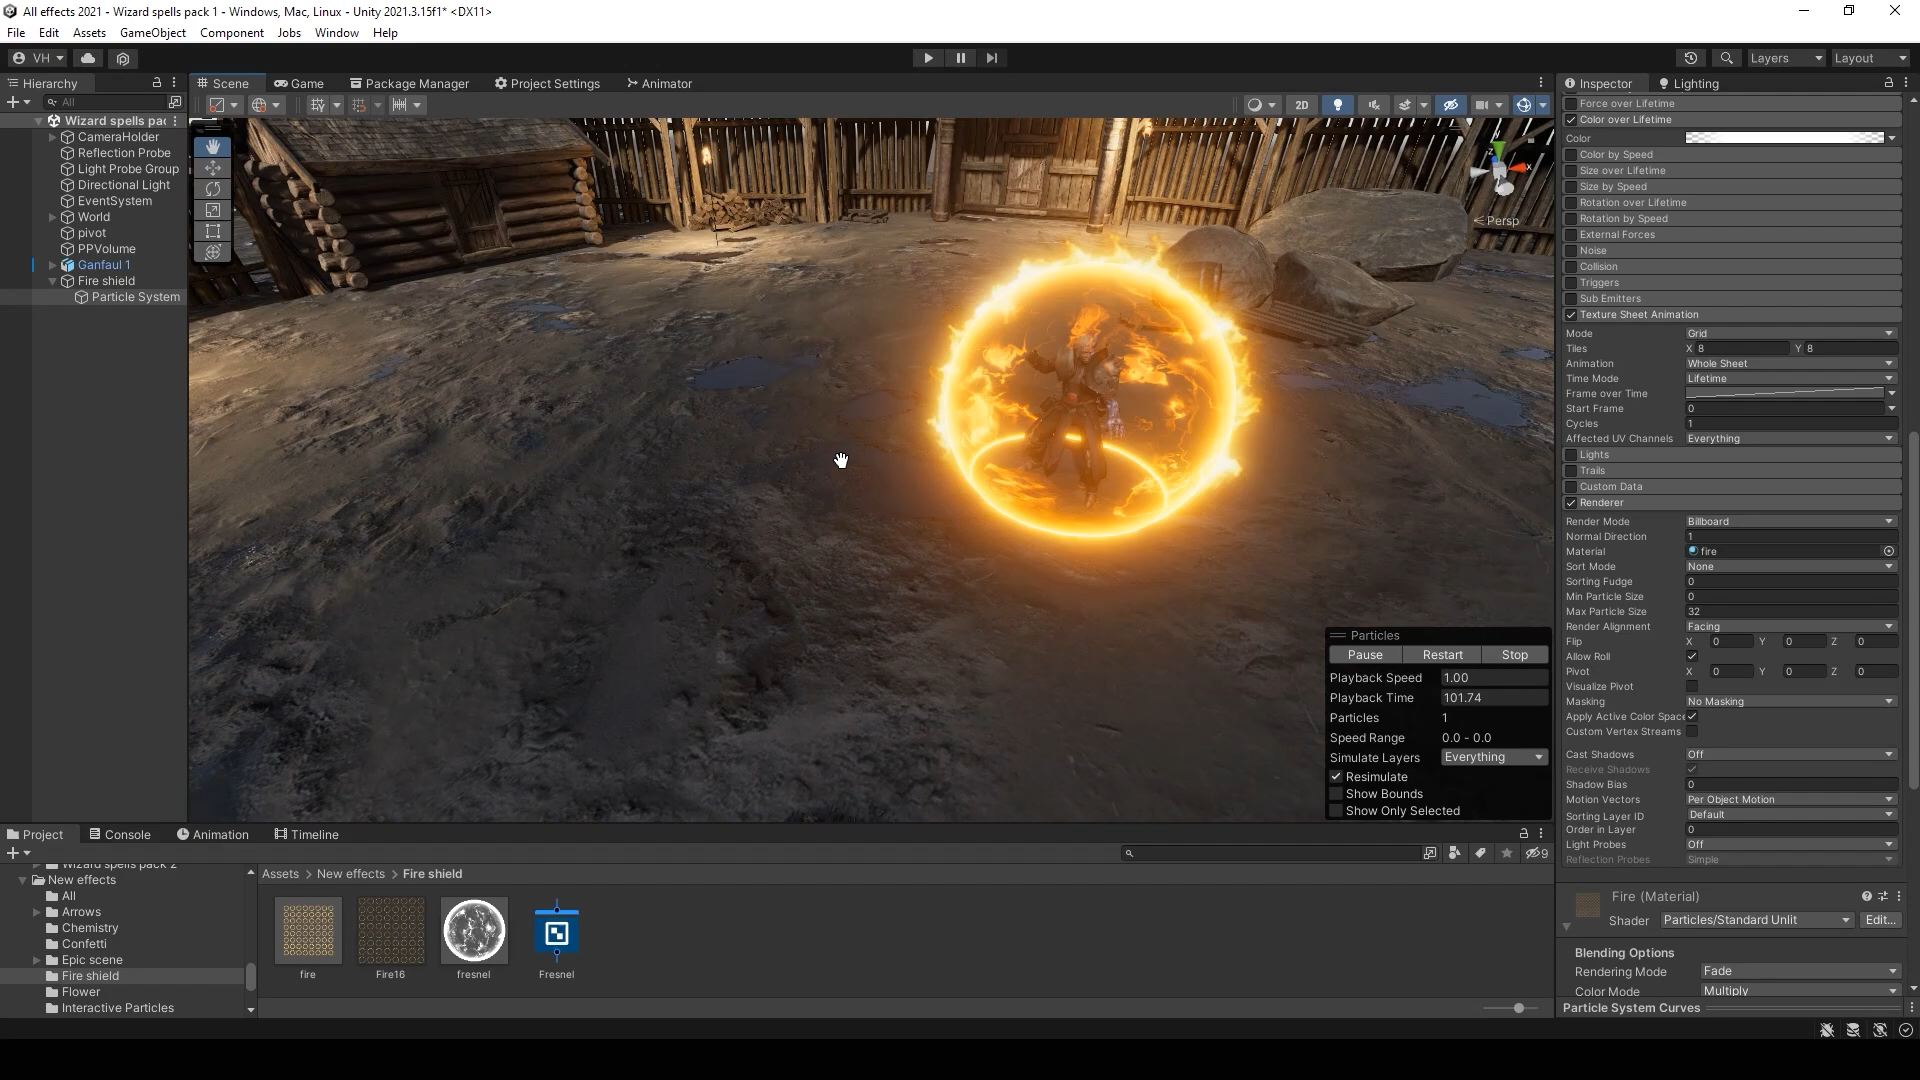 All effects 2021 - Wizard spells pack 1 - Windows, Mac, Linux - Unity 2021.3.15f1* <DX11>
File Edit Assets GameObject Component Jobs Window Help
VH
Layers Layout
Hierarchy
All
Wizard spells pac
CameraHolder
Reflection Probe
Light Probe Group
Directional Light
EventSystem
World
pivot
PPVolume
Ganfaul 1
Fire shield
Particle System
Scene Game Package Manager Project Settings Animator
2D
z
x
Persp
Particles
Pause Restart Stop
Playback Speed 1.00
Playback Time 101.74
Particles 1
Speed Range 0.0 - 0.0
Simulate Layers Everything
Resimulate
Show Bounds
Show Only Selected
Inspector Lighting
Force over Lifetime
Color over Lifetime
Color
Color by Speed
Size over Lifetime
Size by Speed
Rotation over Lifetime
Rotation by Speed
External Forces
Noise
Collision
Triggers
Sub Emitters
Texture Sheet Animation
Mode Grid
Tiles X 8 Y 8
Animation Whole Sheet
Time Mode Lifetime
Frame over Time
Start Frame 0
Cycles 1
Affected UV Channels Everything
Lights
Trails
Custom Data
Renderer
Render Mode Billboard
Normal Direction 1
Material fire
Sort Mode None
Sorting Fudge 0
Min Particle Size 0
Max Particle Size 32
Render Alignment Facing
Flip X 0 Y 0 Z 0
Allow Roll
Pivot X 0 Y 0 Z 0
Visualize Pivot
Masking No Masking
Apply Active Color Space
Custom Vertex Streams
Cast Shadows Off
Receive Shadows
Shadow Bias 0
Motion Vectors Per Object Motion
Sorting Layer ID Default
Order in Layer 0
Light Probes Off
Reflection Probes Simple
Fire (Material)
Shader Particles/Standard Unlit Edit...
Blending Options
Rendering Mode Fade
Color Mode Multiply
Particle System Curves
Project Console Animation Timeline
9
Wizard spells pack 2
New effects
All
Arrows
Chemistry
Confetti
Epic scene
Fire shield
Flower
Interactive Particles
Assets > New effects > Fire shield
fire Fire16 fresnel Fresnel